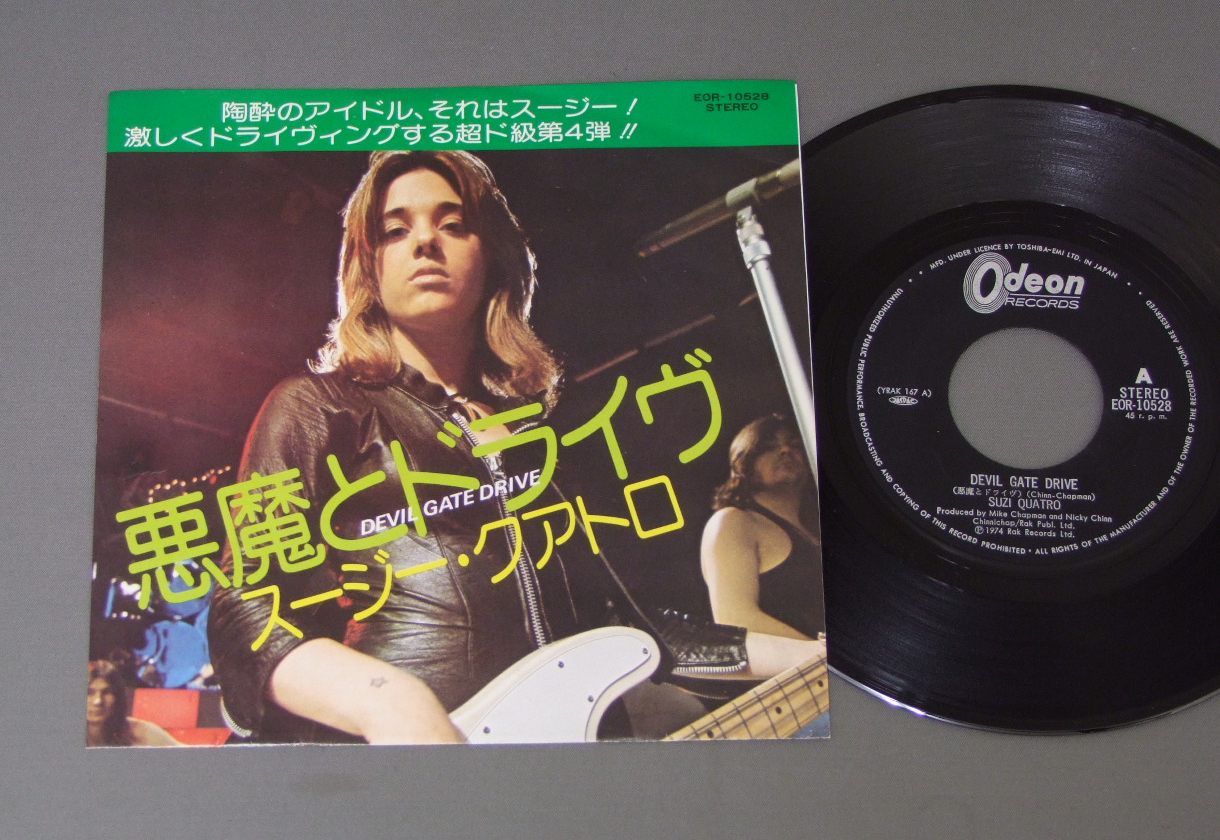 陶酔のアイドル、それはスージー!
激しくドライヴィングする超ド級第4弾!!
EOR-10528
STEREO
悪魔とドライヴ
DEVIL GATE DRIVE
スージー・クアトロ
MFD. UNDER LICENCE BY TOSHIBA-EMI LTD. IN JAPAN
Odeon
RECORDS
(YRAK 167 A)
A
STEREO
EOR-10528
45 r. p. m.
DEVIL GATE DRIVE
(悪魔とドライヴ) (Chinn-Chapman)
SUZI QUATRO
Produced by Mike Chapman and Nicky Chinn
Chinnichap/Rak Publ. Ltd.
Ⓟ1974 Rak Records Ltd.
UNAUTHORIZED PUBLIC PERFORMANCE, BROADCASTING AND COPYING OF THIS RECORD PROHIBITED • ALL RIGHTS OF THE MANUFACTURER AND OF THE OWNER OF THE RECORDED WORK ARE RESERVED